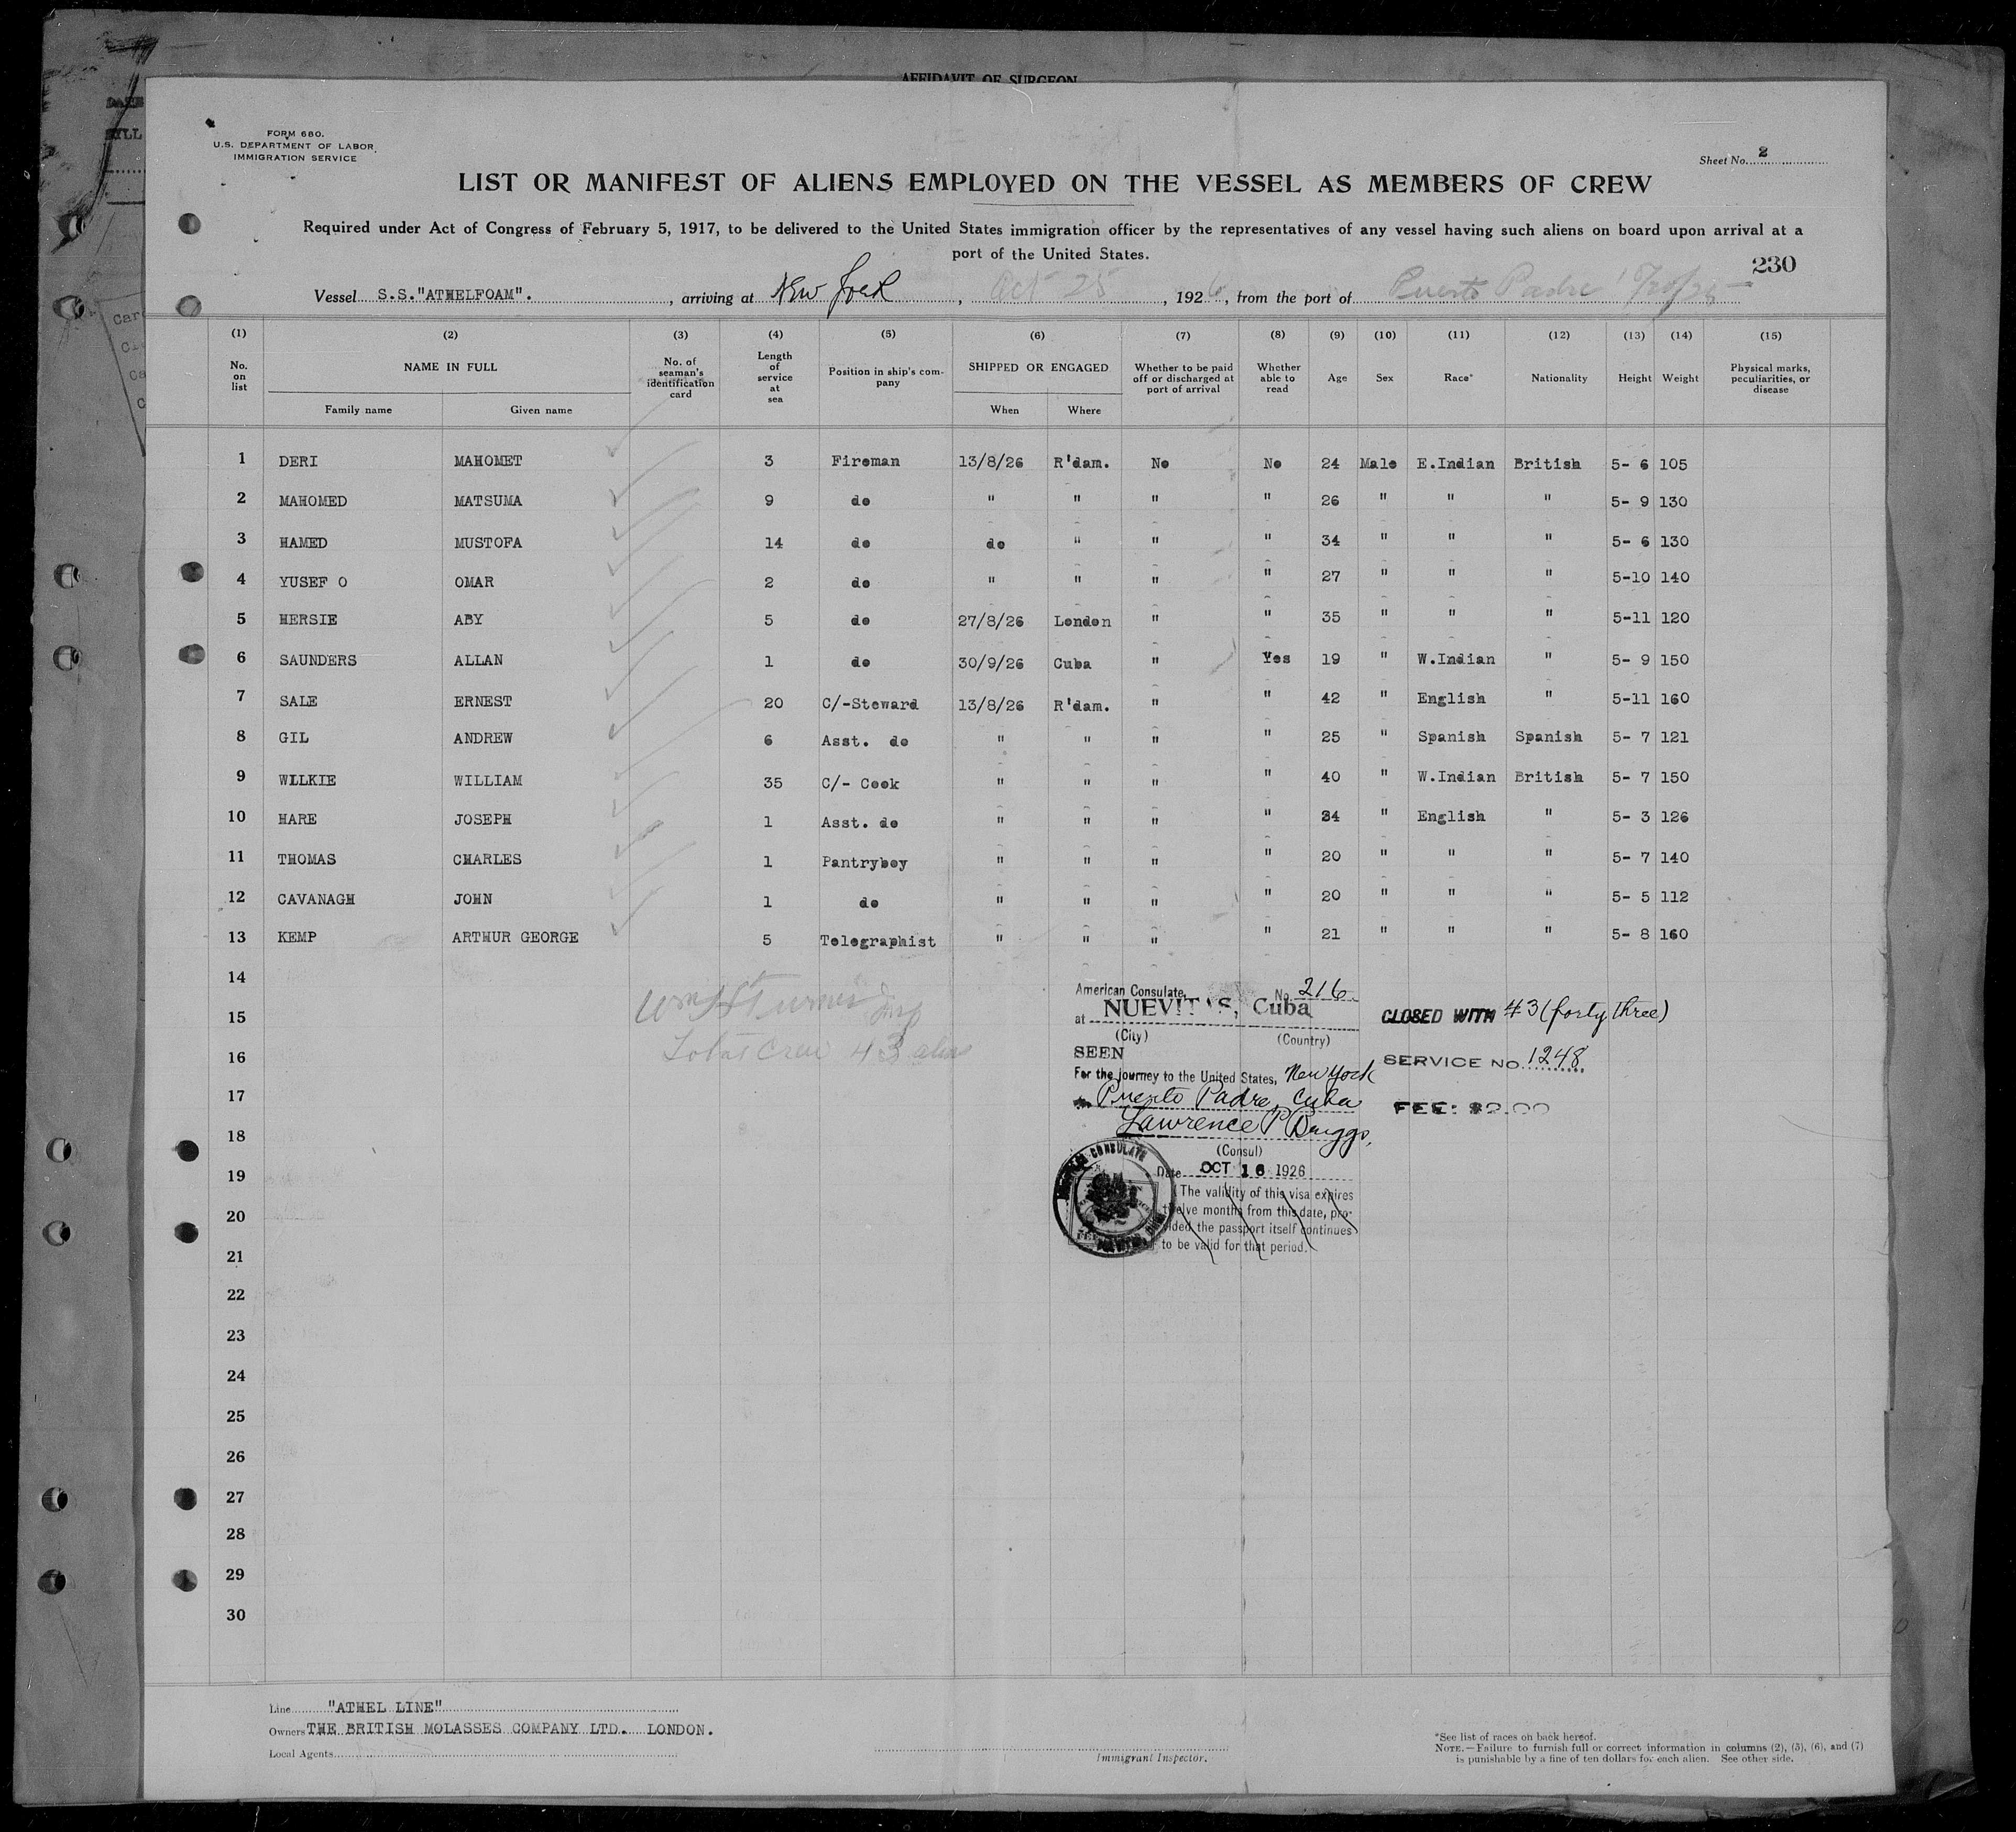 AFFIDAVIT OF SURGEON
FORM 680.
U.S. DEPARTMENT OF LABOR,
IMMIGRATION SERVICE
Sheet No. 2
LIST OR MANIFEST OF ALIENS EMPLOYED ON THE VESSEL AS MEMBERS OF CREW
Required under Act of Congress of February 5, 1917, to be delivered to the United States immigration officer by the representatives of any vessel having such aliens on board upon arrival at a
port of the United States.
230
Vessel S.S."ATHELFOAM". , arriving at New York , Oct 25 , 1926, from the port of Puerto Padre
(1) (2) (3) (4) (5) (6) (7) (8) (9) (10) (11) (12) (13) (14) (15)
No. on list NAME IN FULL No. of seaman's identification card Length of service at sea Position in ship's company SHIPPED OR ENGAGED Whether to be paid off or discharged at port of arrival Whether able to read Age Sex Race* Nationality Height Weight Physical marks, peculiarities, or disease
Family name Given name When Where
1 DERI MAHOMET 3 Fireman 13/8/26 R'dam. No No 24 Male E.Indian British 5- 6 105
2 MAHOMED MATSUMA 9 do " " " " 26 " " " 5- 9 130
3 HAMED MUSTOFA 14 do do " " " 34 " " " 5- 6 130
4 YUSEF O OMAR 2 do " " " " 27 " " " 5-10 140
5 HERSIE ABY 5 do 27/8/26 London " " 35 " " " 5-11 120
6 SAUNDERS ALLAN 1 do 30/9/26 Cuba " Yes 19 " W.Indian " 5- 9 150
7 SALE ERNEST 20 C/-Steward 13/8/26 R'dam. " " 42 " English " 5-11 160
8 GIL ANDREW 6 Asst. do " " " " 25 " Spanish Spanish 5- 7 121
9 WLLKIE WILLIAM 35 C/- Cook " " " " 40 " W.Indian British 5- 7 150
10 HARE JOSEPH 1 Asst. do " " " " 34 " English " 5- 3 126
11 THOMAS CHARLES 1 Pantryboy " " " " 20 " " " 5- 7 140
12 CAVANAGH JOHN 1 do " " " " 20 " " " 5- 5 112
13 KEMP ARTHUR GEORGE 5 Telegraphist " " " " 21 " " " 5- 8 160
14
15
16
17
18
19
20
21
22
23
24
25
26
27
28
29
30
Wm H Turner Insp
Total Crew 43
American Consulate, No. 216
at NUEVITAS, Cuba
(City) (Country)
SEEN
For the journey to the United States, New York
Puerto Padre, Cuba
Lawrence P Briggs,
(Consul)
Date OCT 16 1926
The validity of this visa expires
twelve months from this date, pro-
vided the passport itself continues
to be valid for that period.
CLOSED WITH 43 (forty three)
SERVICE NO. 1248
FEE: $2.00
Line "ATHEL LINE"
Owners THE BRITISH MOLASSES COMPANY LTD. LONDON.
Local Agents
Immigrant Inspector.
*See list of races on back hereof.
NOTE.—Failure to furnish full or correct information in columns (2), (5), (6), and (7)
is punishable by a fine of ten dollars for each alien. See other side.